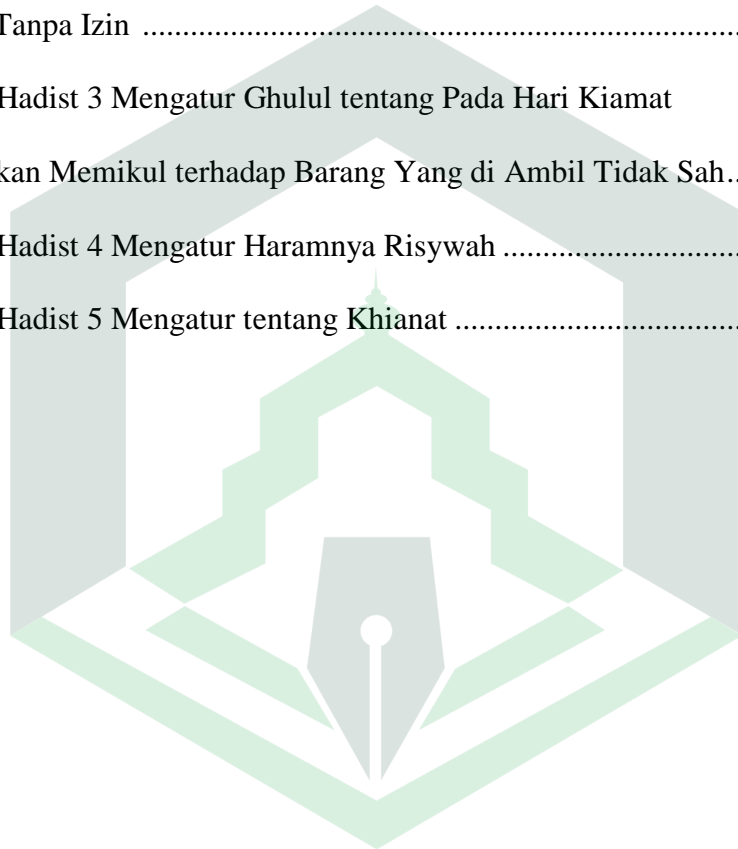 Tanpa Izin ........................................................................
Hadist 3 Mengatur Ghulul tentang Pada Hari Kiamat
kan Memikul terhadap Barang Yang di Ambil Tidak Sah..
Hadist 4 Mengatur Haramnya Risywah .............................
Hadist 5 Mengatur tentang Khianat ...................................